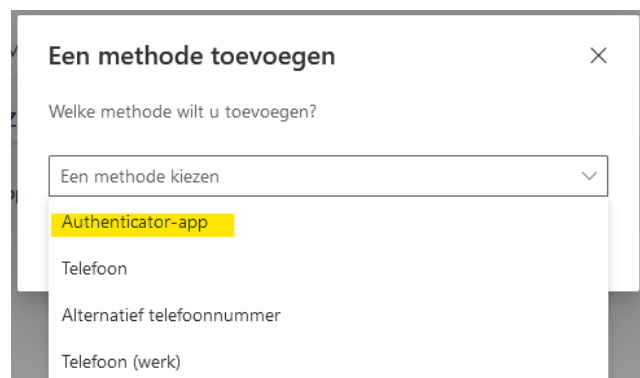 Een methode toevoegen
Welke methode wilt u toevoegen?
Een methode kiezen
Authenticator-app
Telefoon
Alternatief telefoonnummer
Telefoon (werk)